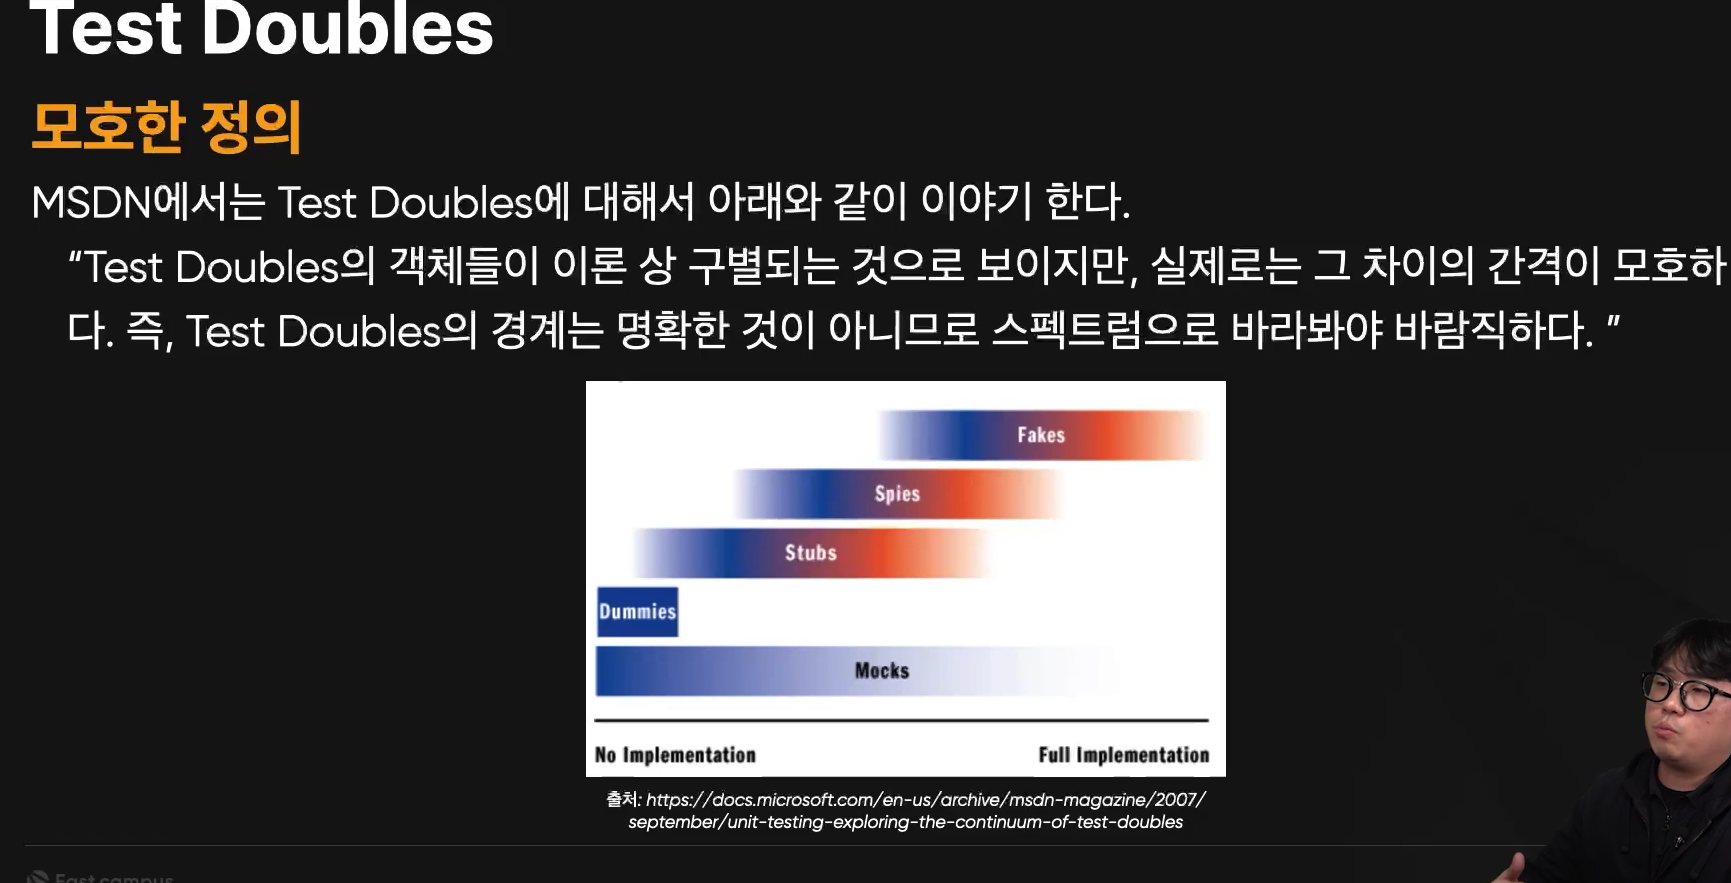 Test Doubles
모호한 정의
MSDN에서는 Test Doubles에 대해서 아래와 같이 이야기 한다.
“Test Doubles의 객체들이 이론 상 구별되는 것으로 보이지만, 실제로는 그 차이의 간격이 모호하
다. 즉, Test Doubles의 경계는 명확한 것이 아니므로 스펙트럼으로 바라봐야 바람직하다. ”
Fakes
Spies
Stubs
Dummies
Mocks
No Implementation
Full Implementation
출처: https://docs.microsoft.com/en-us/archive/msdn-magazine/2007/
september/unit-testing-exploring-the-continuum-of-test-doubles
Fast campus